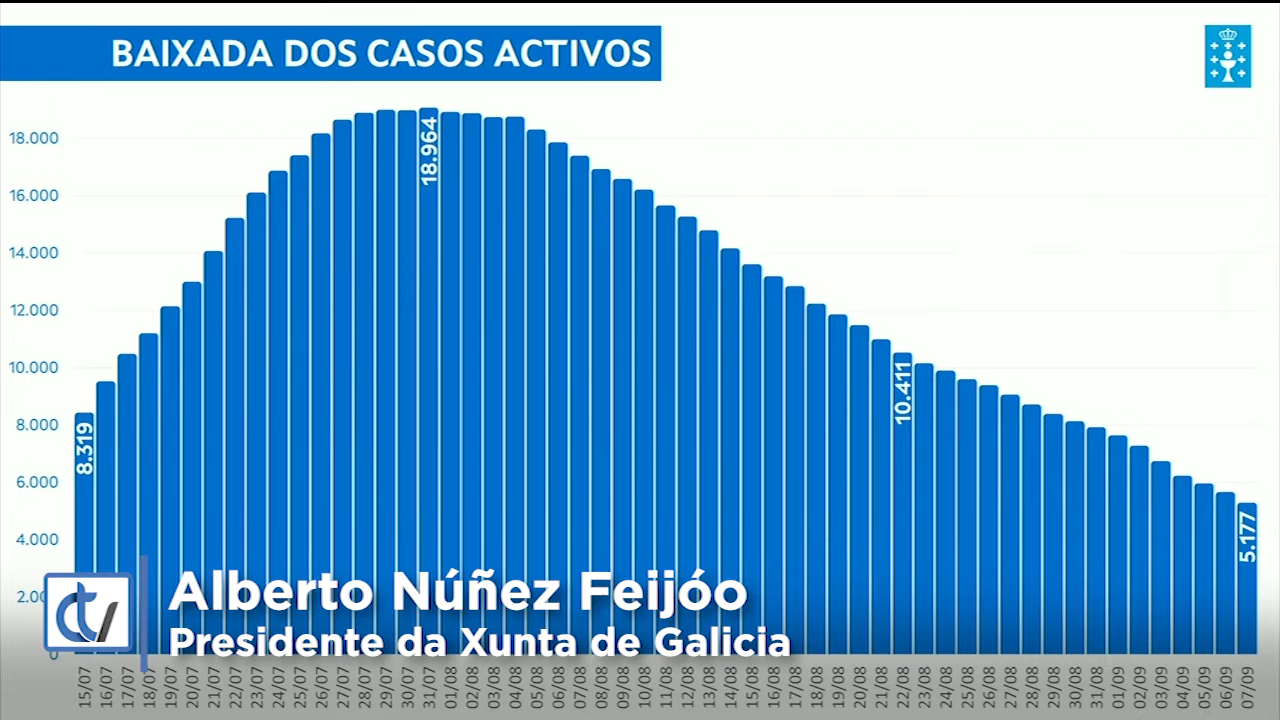 BAIXADA DOS CASOS ACTIVOS
18.000
16.000
14.000
12.000
10.000
8.000
6.000
4.000
2.00
0
8.319
18.964
10.411
5.177
Alberto Núñez Feijóo
Presidente da Xunta de Galicia
tv
15/07 16/07 17/07 18/07 19/07 20/07 21/07 22/07 23/07 24/07 25/07 26/07 27/07 28/07 29/07 30/07 31/07 01/08 02/08 03/08 04/08 05/08 06/08 07/08 08/08 09/08 10/08 11/08 12/08 13/08 14/08 15/08 16/08 17/08 18/08 19/08 20/08 21/08 22/08 23/08 24/08 25/08 26/08 27/08 28/08 29/08 30/08 31/08 01/09 02/09 03/09 04/09 05/09 06/09 07/09